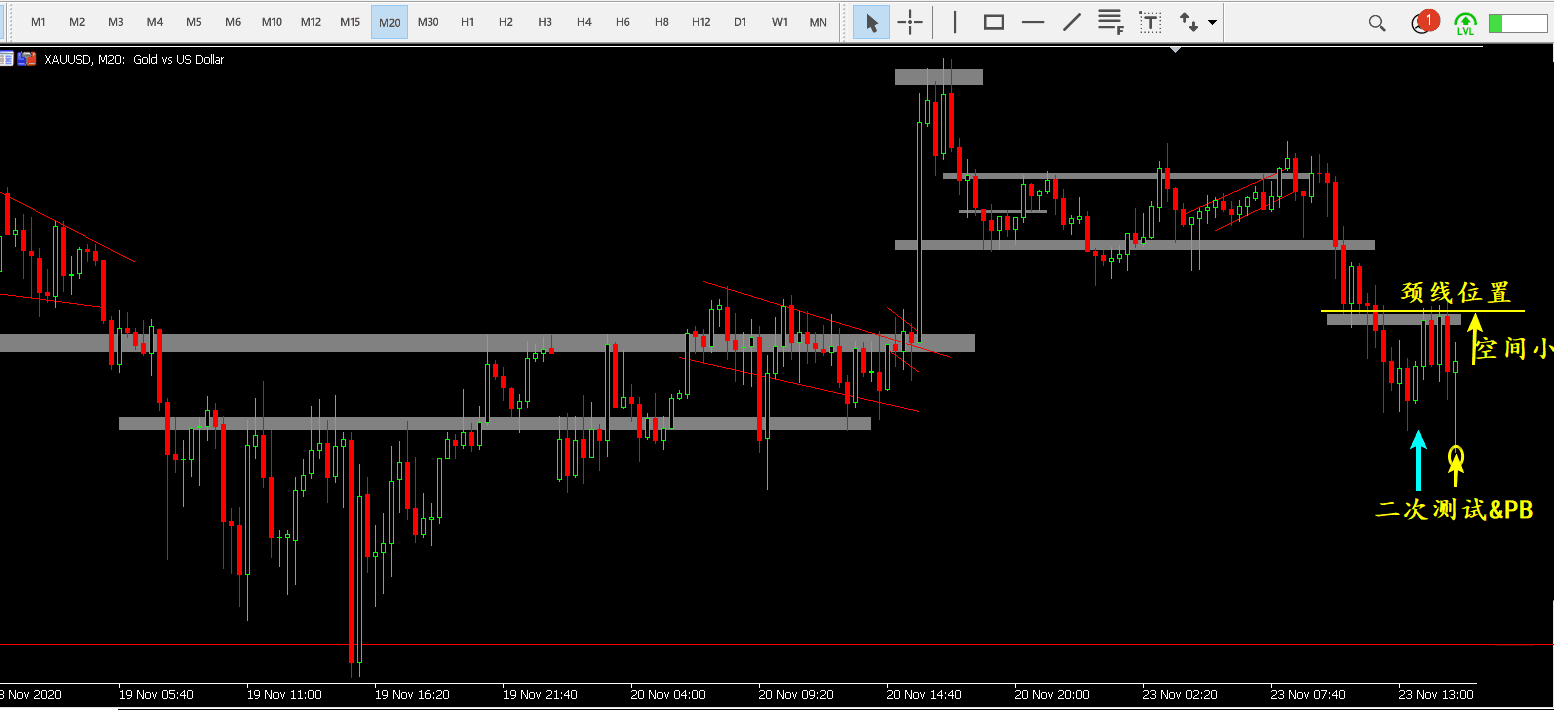 M1 M2 M3 M4 M5 M6 M10 M12 M15 M20 M30 H1 H2 H3 H4 H6 H8 H12 D1 W1 MN F T 1 LVL
XAUUSD, M20: Gold vs US Dollar
颈线位置
空间小
二次测试&PB
8 Nov 2020 19 Nov 05:40 19 Nov 11:00 19 Nov 16:20 19 Nov 21:40 20 Nov 04:00 20 Nov 09:20 20 Nov 14:40 20 Nov 20:00 23 Nov 02:20 23 Nov 07:40 23 Nov 13:00